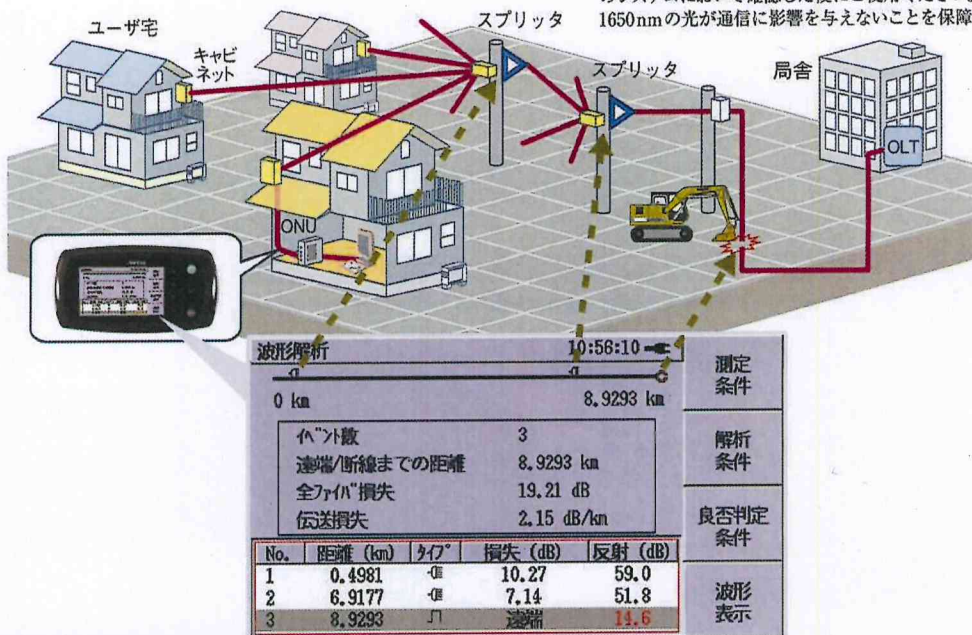 1650nmの光が通信に影響を与えないことを保障
ユーザ宅
キャビ
ネット
スプリッタ
スプリッタ
局舎
OLT
ONU
波形解析 10:56:10
0 km 8.9293 km
ｲﾍﾞﾝﾄ数 3
遠端/断線までの距離 8.9293 km
全ﾌｧｲﾊﾞ損失 19.21 dB
伝送損失 2.15 dB/km
No. 距離 (km) ﾀｲﾌﾟ 損失 (dB) 反射 (dB)
1 0.4981 10.27 59.0
2 6.9177 7.14 51.8
3 8.9293 遠端 14.6
測定
条件
解析
条件
良否判定
条件
波形
表示